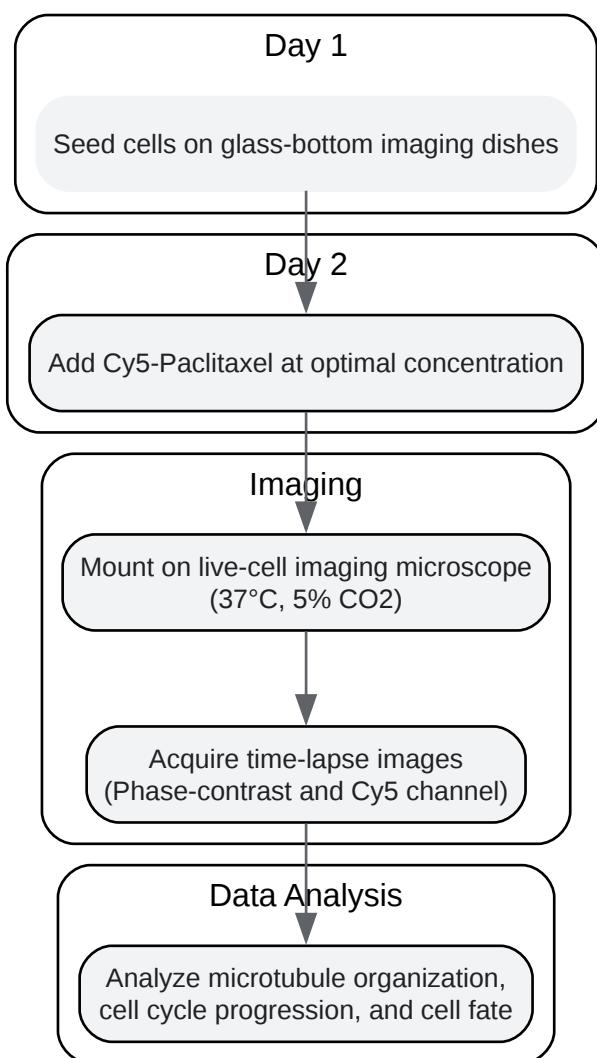 Day 1
Seed cells on glass-bottom imaging dishes
Day 2
Add Cy5-Paclitaxel at optimal concentration
Imaging
Mount on live-cell imaging microscope
(37°C, 5% CO2)
Acquire time-lapse images
(Phase-contrast and Cy5 channel)
Data Analysis
Analyze microtubule organization,
cell cycle progression, and cell fate